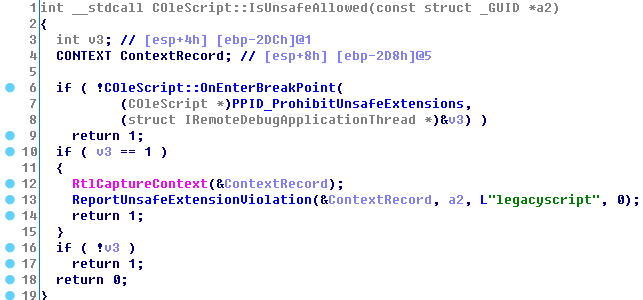 1 int __stdcall COleScript::IsUnsafeAllowed(const struct _GUID *a2)
2 {
3   int v3; // [esp+4h] [ebp-2DCh]@1
4   CONTEXT ContextRecord; // [esp+8h] [ebp-2D8h]@5
5
6   if ( !COleScript::OnEnterBreakPoint(
7           (COleScript *)PPID_ProhibitUnsafeExtensions,
8           (struct IRemoteDebugApplicationThread *)&v3) )
9     return 1;
10   if ( v3 == 1 )
11   {
12     RtlCaptureContext(&ContextRecord);
13     ReportUnsafeExtensionViolation(&ContextRecord, a2, L"legacyscript", 0);
14     return 1;
15   }
16   if ( !v3 )
17     return 1;
18   return 0;
19 }